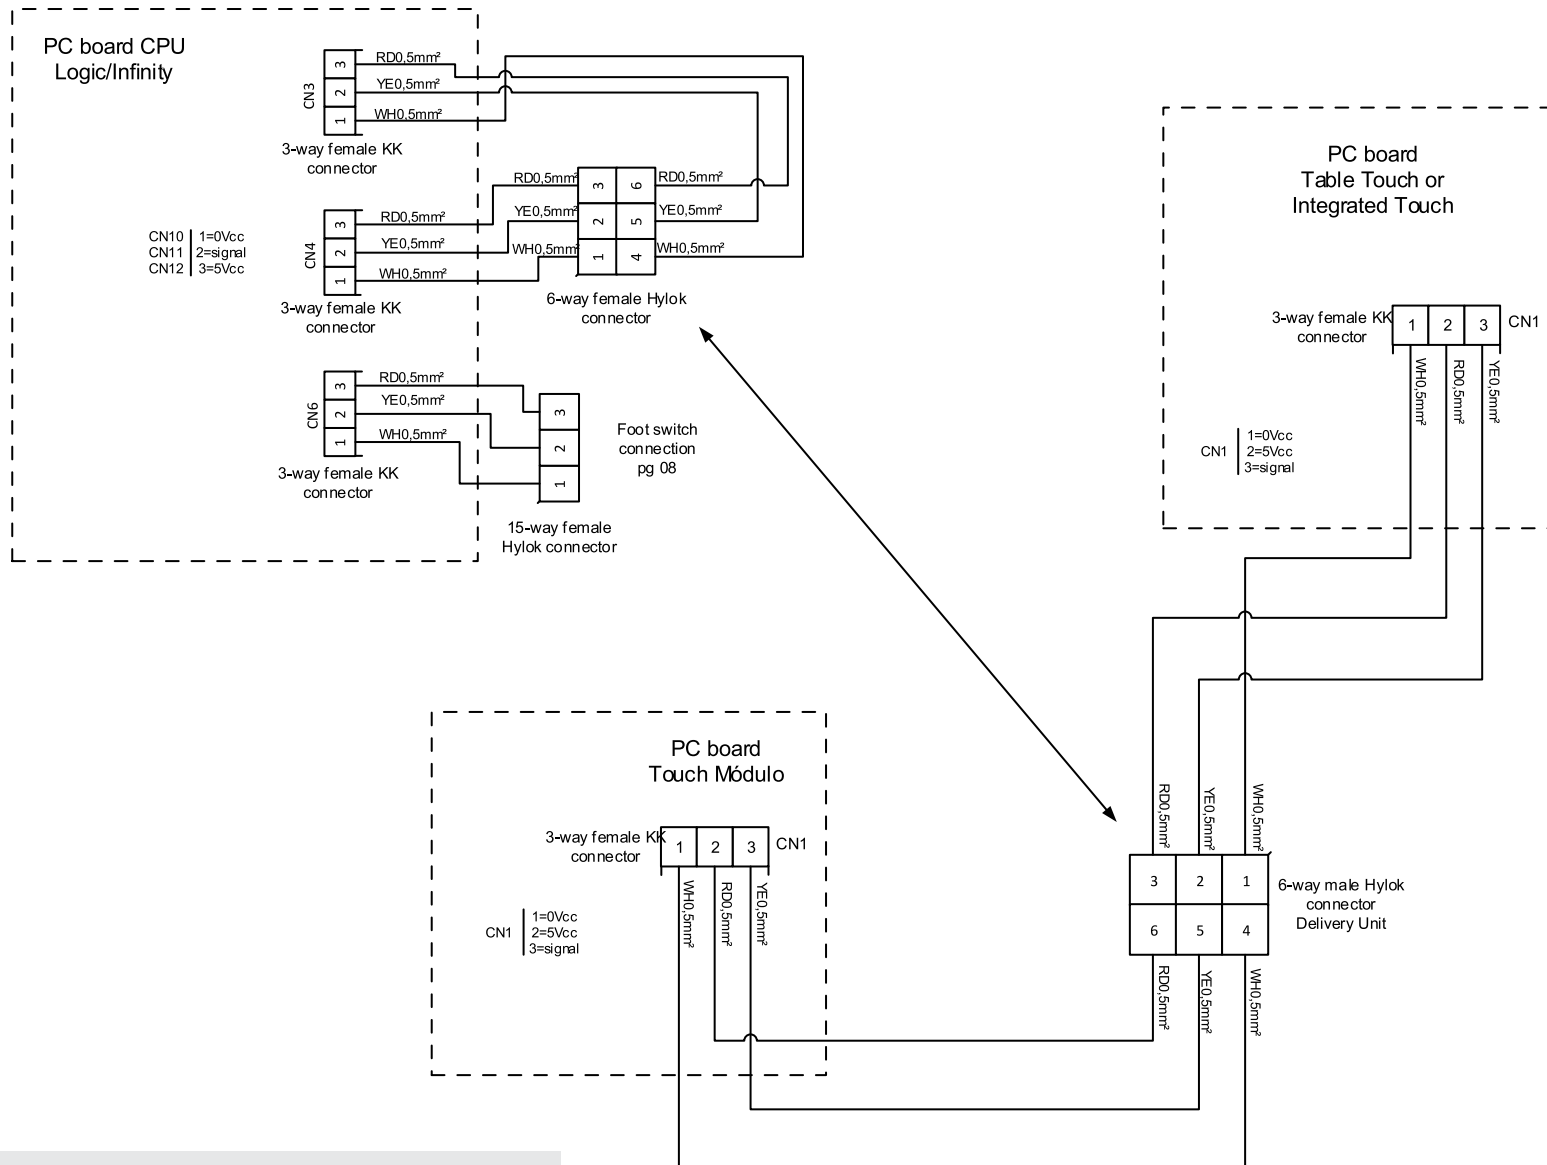 PC board CPU
Logic/Infinity
CN3
3
2
1
RD0,5mm²
YE0,5mm²
WH0,5mm²
3-way female KK
connector
CN10 1=0Vcc
CN11 2=signal
CN12 3=5Vcc
CN4
3
2
1
RD0,5mm²
YE0,5mm²
WH0,5mm²
3-way female KK
connector
RD0,5mm²
YE0,5mm²
WH0,5mm²
3 6
2 5
1 4
RD0,5mm²
YE0,5mm²
WH0,5mm²
6-way female Hylok
connector
CN6
3
2
1
RD0,5mm²
YE0,5mm²
WH0,5mm²
3-way female KK
connector
3
2
1
Foot switch
connection
pg 08
15-way female
Hylok connector
PC board
Table Touch or
Integrated Touch
3-way female KK
connector
1 2 3 CN1
WH0,5mm²
RD0,5mm²
YE0,5mm²
CN1
1=0Vcc
2=5Vcc
3=signal
PC board
Touch Módulo
3-way female KK
connector
1 2 3 CN1
WH0,5mm²
RD0,5mm²
YE0,5mm²
CN1
1=0Vcc
2=5Vcc
3=signal
RD0,5mm²
YE0,5mm²
WH0,5mm²
3 2 1
6 5 4
6-way male Hylok
connector
Delivery Unit
RD0,5mm²
YE0,5mm²
WH0,5mm²